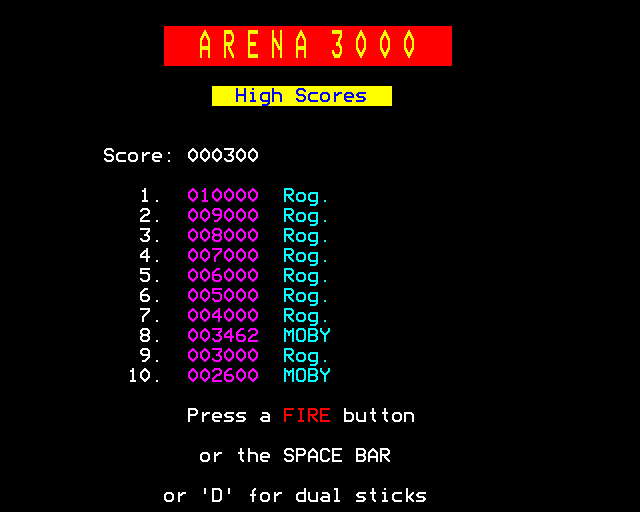 ARENA 3000
High Scores
Score: 000300
1. 010000 Rog.
2. 009000 Rog.
3. 008000 Rog.
4. 007000 Rog.
5. 006000 Rog.
6. 005000 Rog.
7. 004000 Rog.
8. 003462 MOBY
9. 003000 Rog.
10. 002600 MOBY
Press a FIRE button
or the SPACE BAR
or 'D' for dual sticks